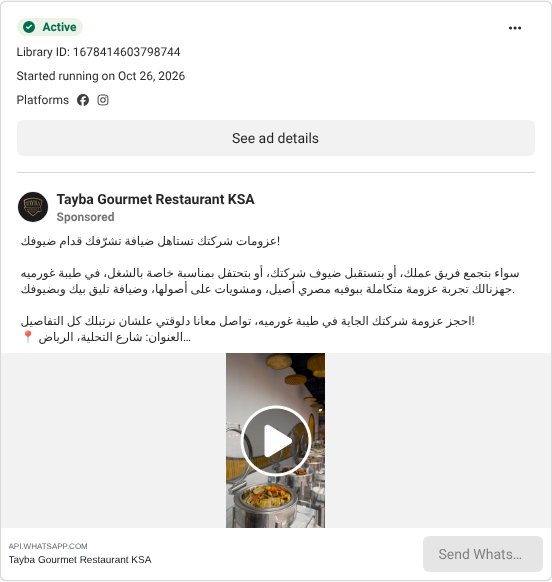 Active
Library ID: 1678414603798744
Started running on Oct 26, 2026
Platforms
See ad details
TAYBA
Tayba Gourmet Restaurant KSA
Sponsored
عزومات شركتك تستاهل ضيافة تشرّفك قدام ضيوفك!
سواء بتجمع فريق عملك، أو بتستقبل ضيوف شركتك، أو بتحتفل بمناسبة خاصة بالشغل، في طيبة غورميه
جهزنالك تجربة عزومة متكاملة ببوفيه مصري أصيل، ومشويات على أصولها، وضيافة تليق بيك وبضيوفك.
احجز عزومة شركتك الجاية في طيبة غورميه، تواصل معانا دلوقتي علشان نرتبلك كل التفاصيل!
📍 العنوان: شارع التحلية، الرياض...
API.WHATSAPP.COM
Tayba Gourmet Restaurant KSA
Send Whats...